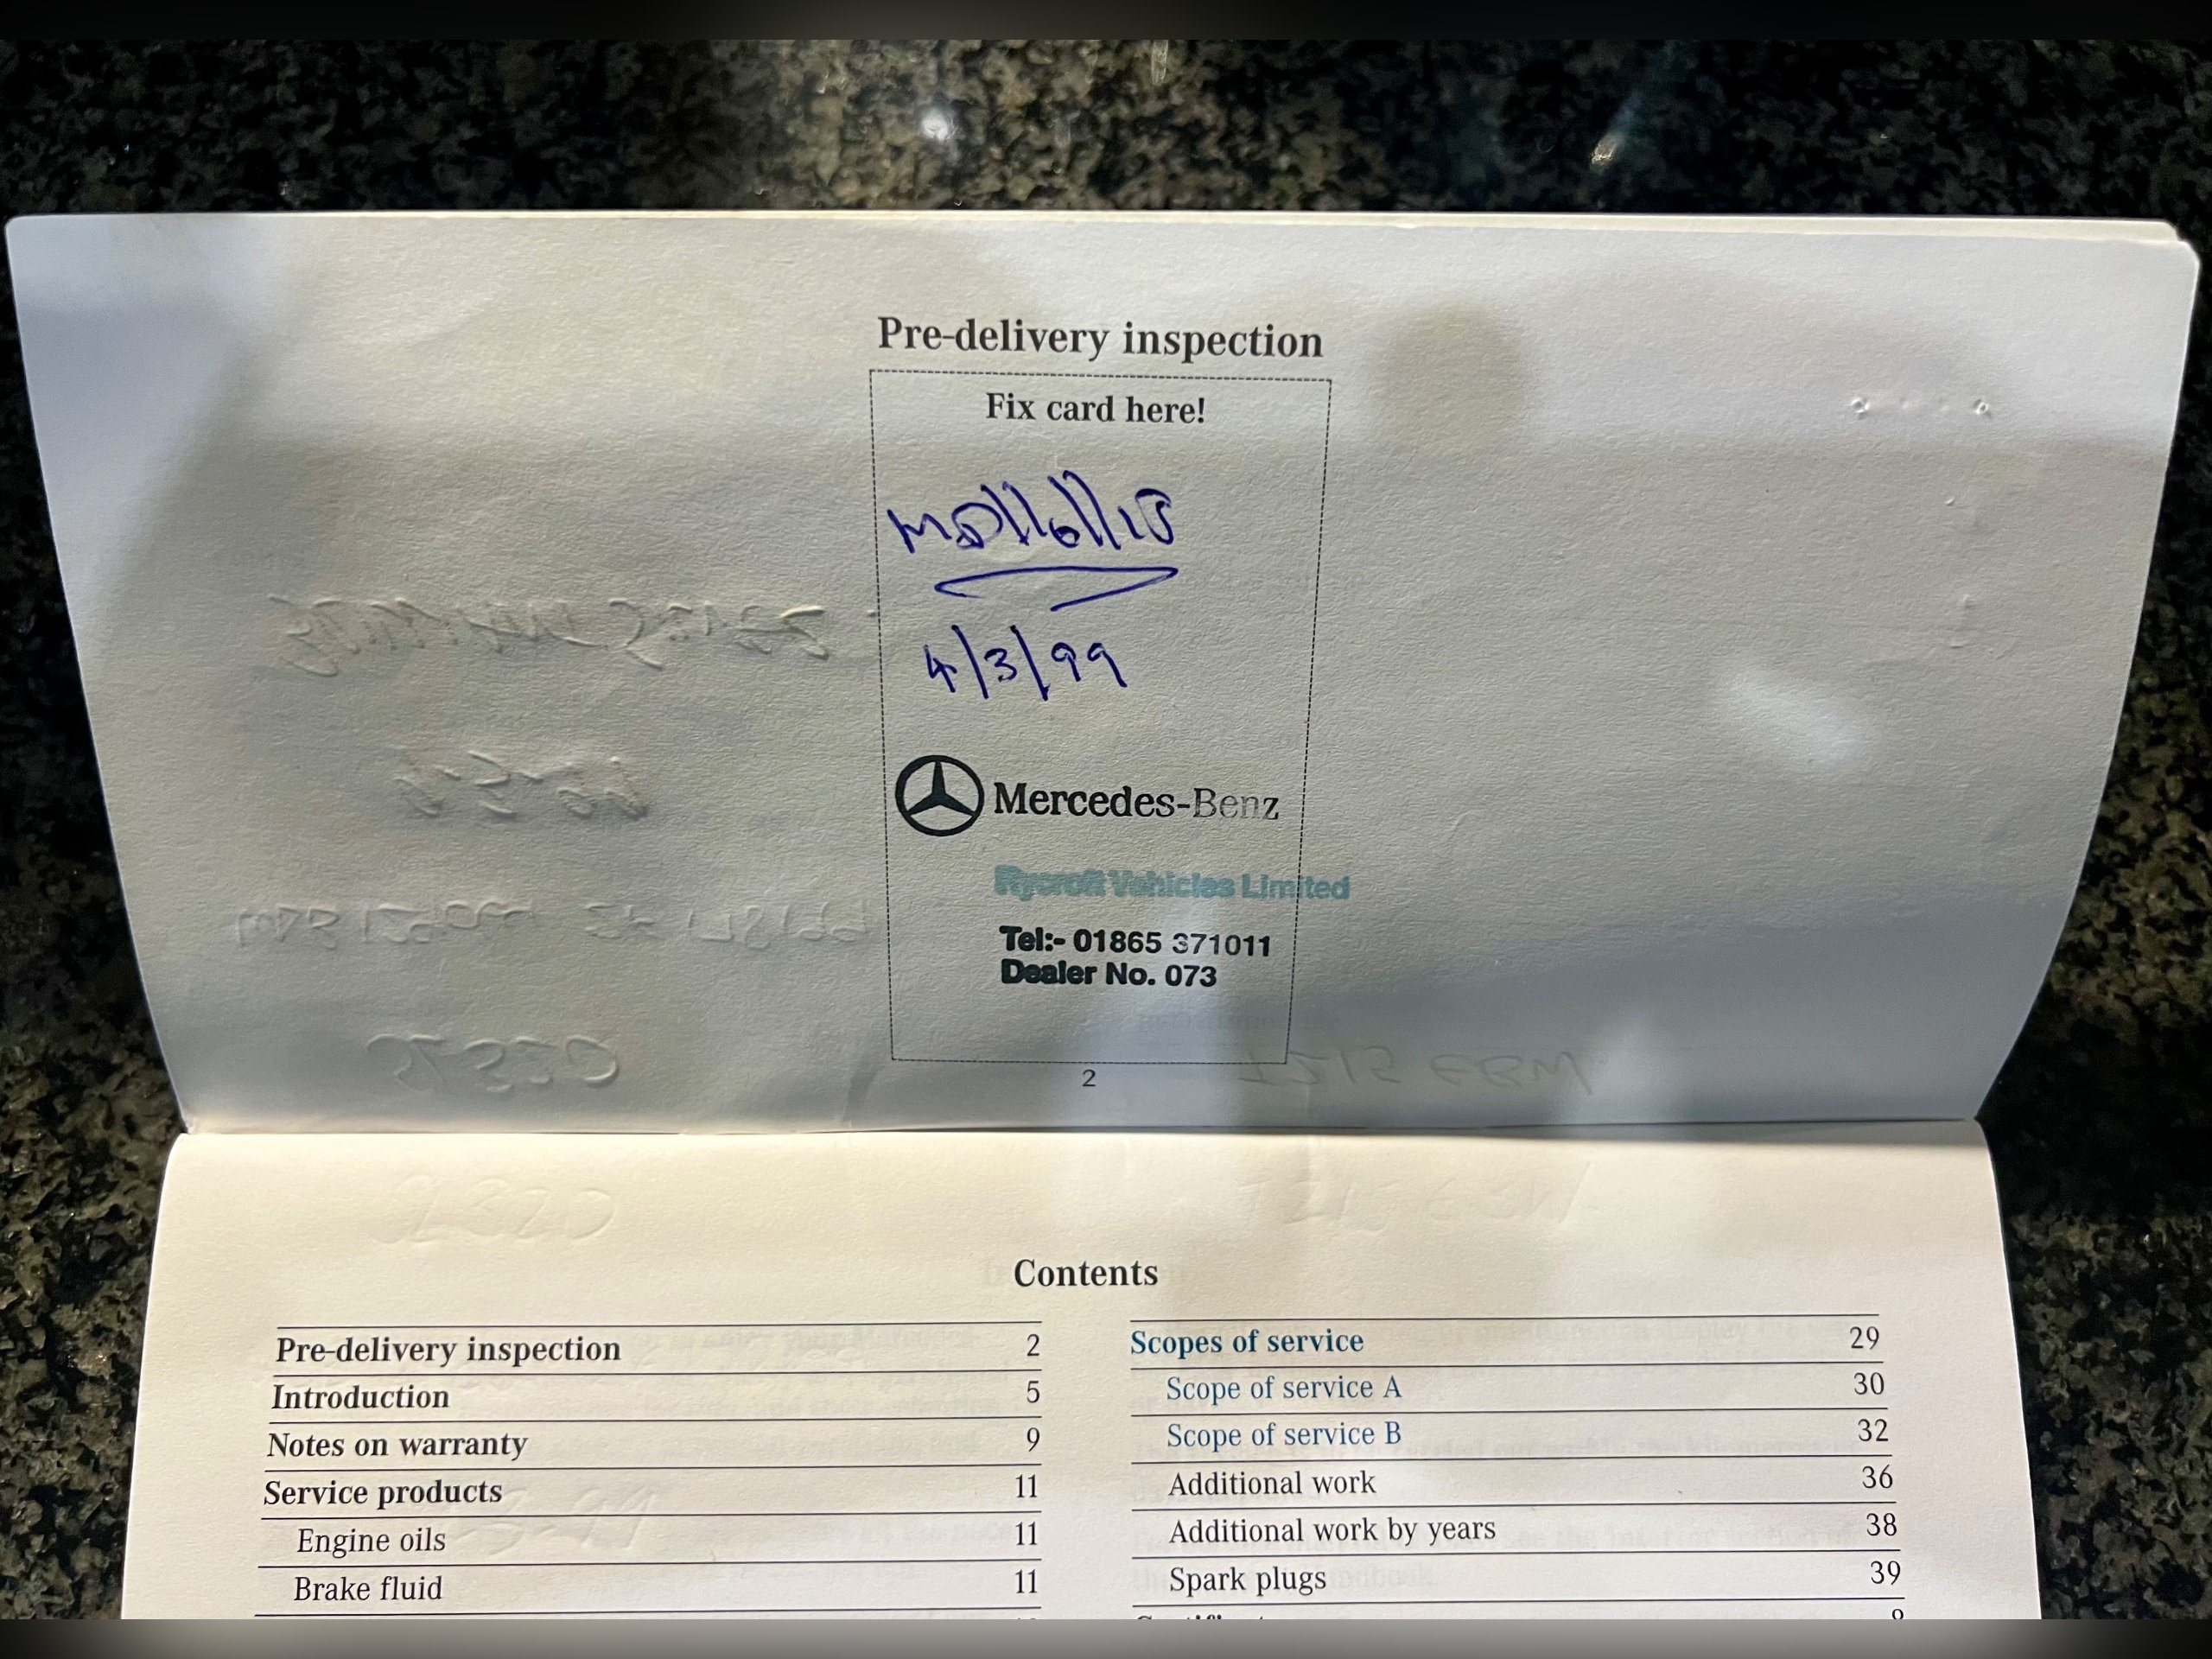 Pre-delivery inspection
Fix card here!
4/3/99
Mercedes-Benz
Rycroft Vehicles Limited
Tel:- 01865 371011
Dealer No. 073
2
SL320
Contents
Pre-delivery inspection 2
Introduction 5
Notes on warranty 9
Service products 11
Engine oils 11
Brake fluid 11
Scopes of service 29
Scope of service A 30
Scope of service B 32
Additional work 36
Additional work by years 38
Spark plugs 39